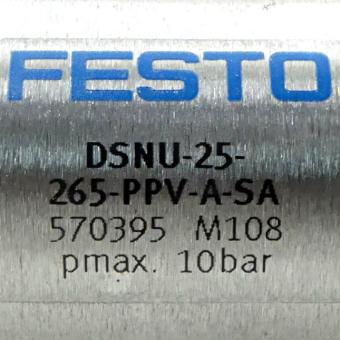 FESTO
DSNU-25-
265-PPV-A-SA
570395 M108
pmax. 10bar